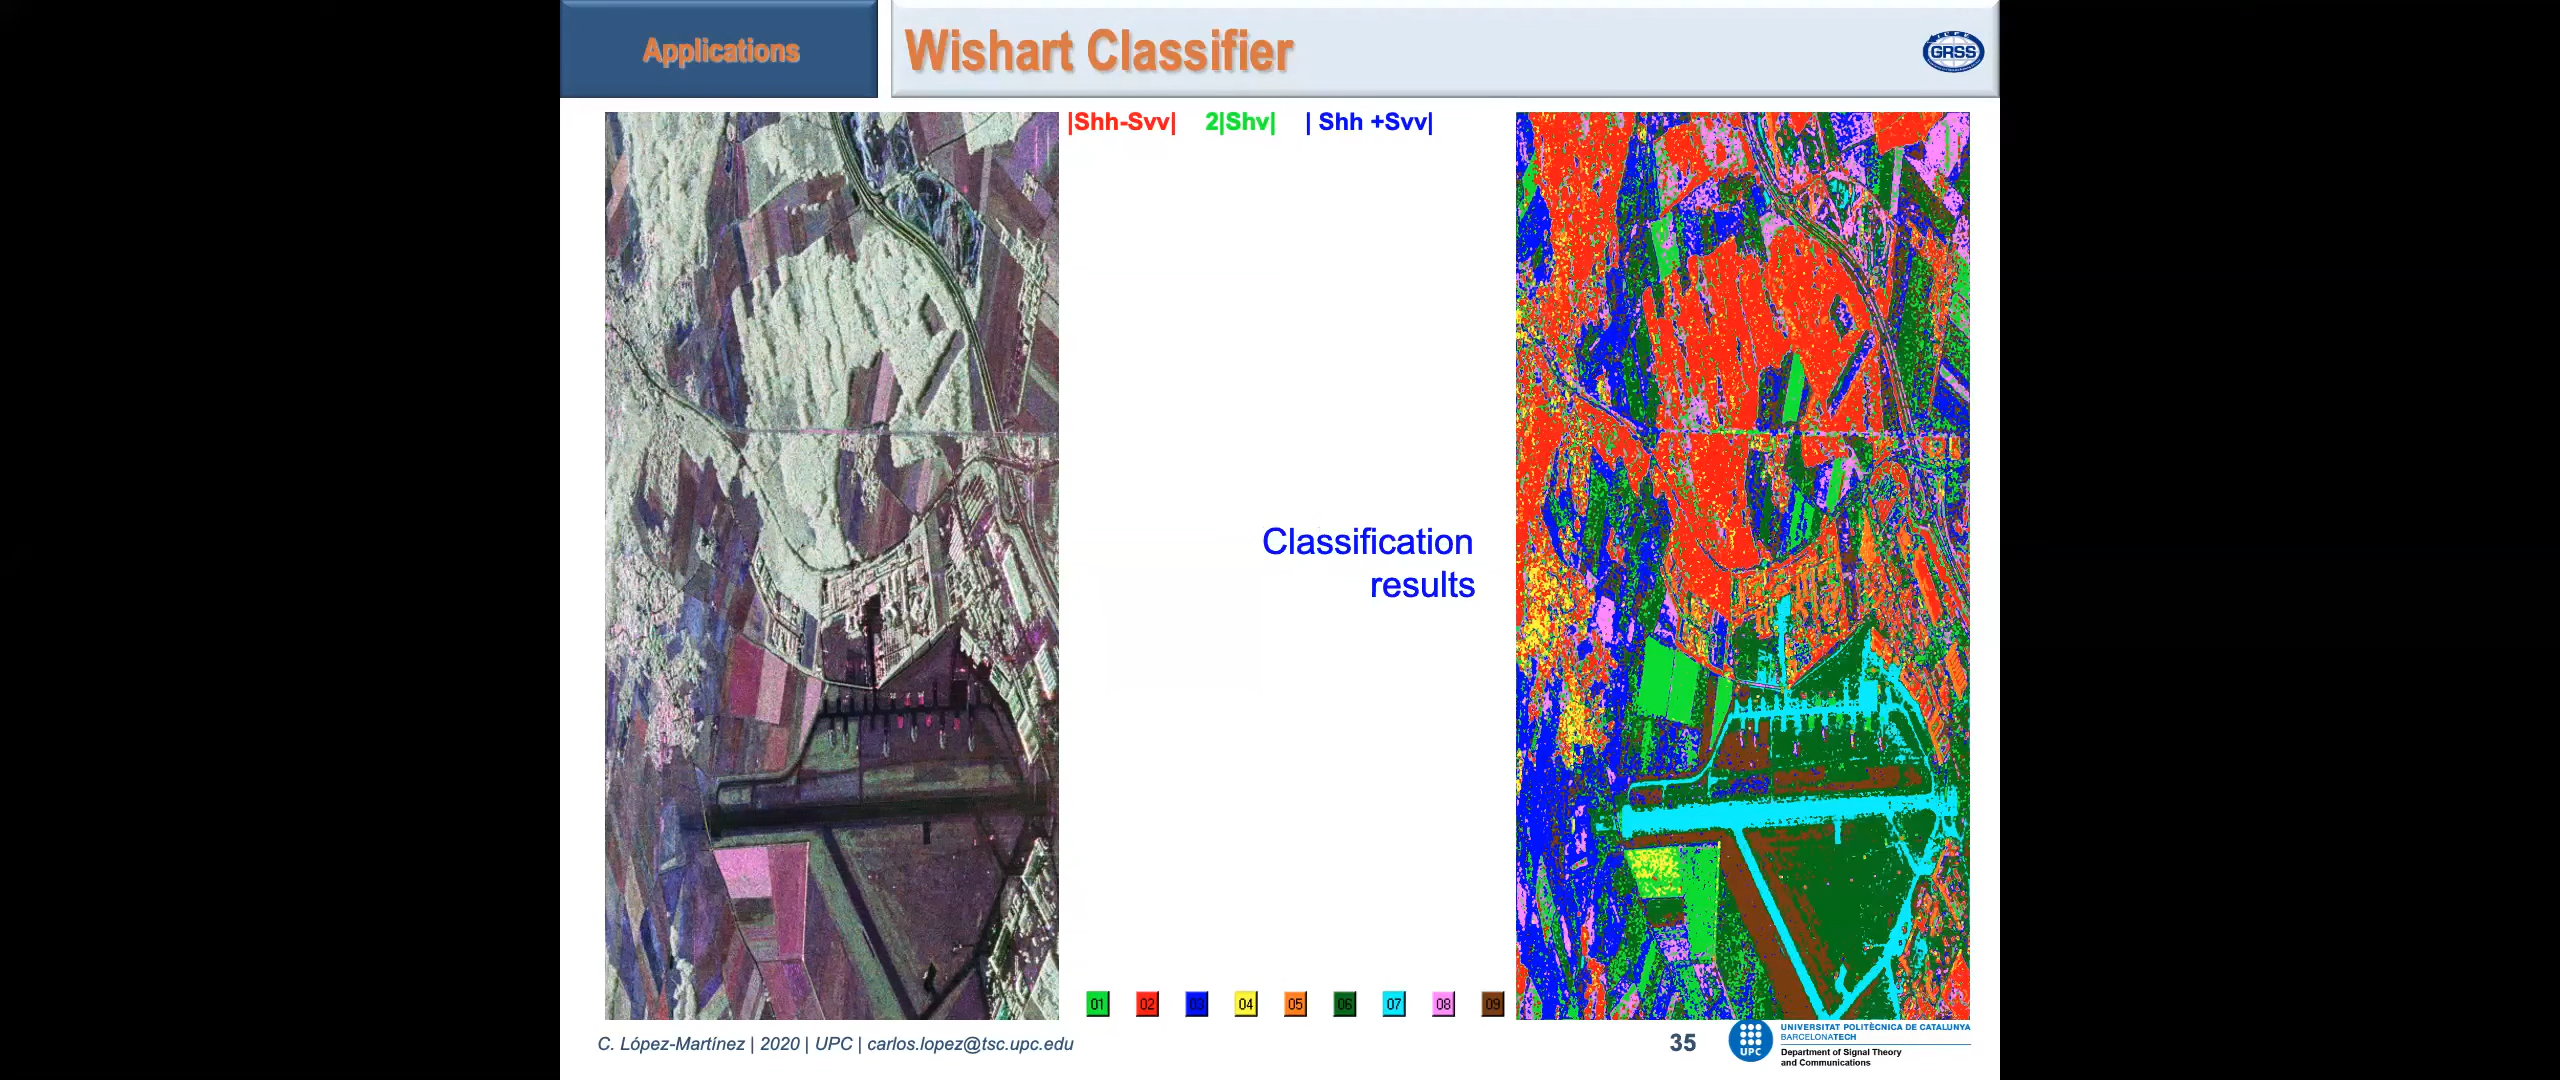 Applications
Wishart Classifier
GRSS
|Shh-Svv| 2|Shv| | Shh +Svv|
Classification
results
01 02 03 04 05 06 07 08 09
C. López-Martínez | 2020 | UPC | carlos.lopez@tsc.upc.edu
35
UPC
UNIVERSITAT POLITÈCNICA DE CATALUNYA
BARCELONATECH
Department of Signal Theory
and Communications